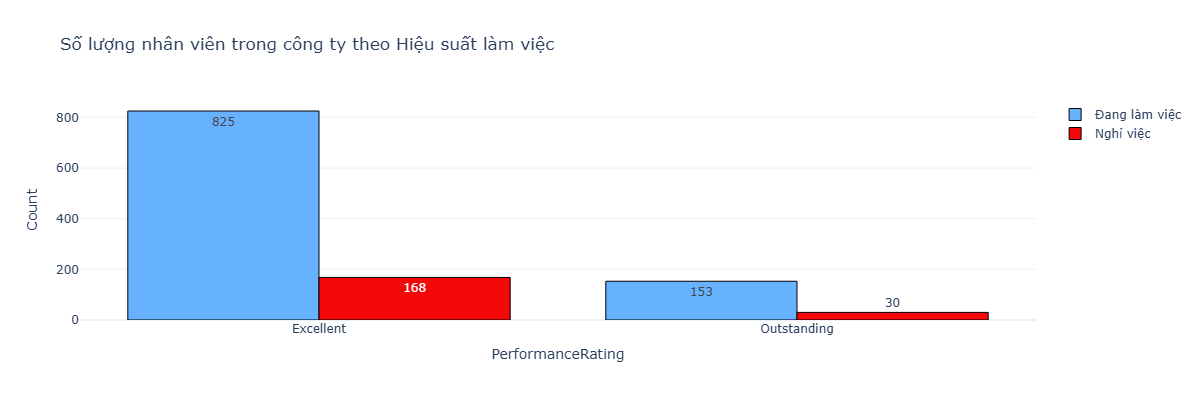 Số lượng nhân viên trong công ty theo Hiệu suất làm việc
Đang làm việc
Nghỉ việc
Count
800
600
400
200
0
825
168
153
30
Excellent
Outstanding
PerformanceRating